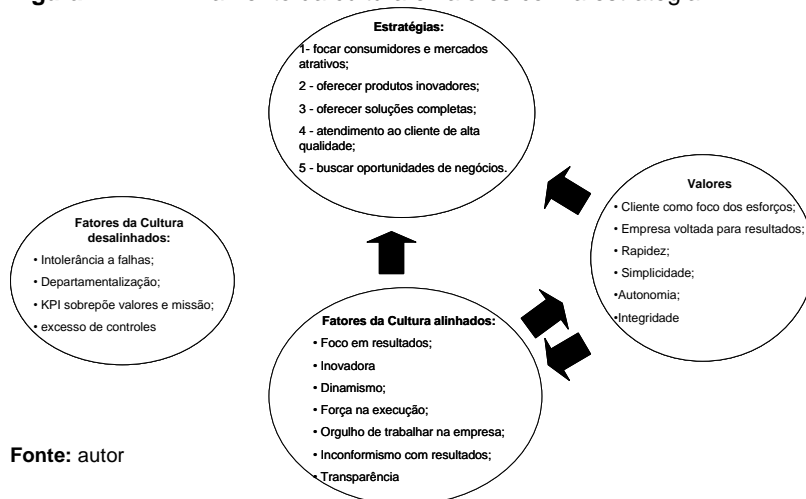 Estratégias:
1- focar consumidores e mercados
atrativos;
2 - oferecer produtos inovadores;
3 - oferecer soluções completas;
4 - atendimento ao cliente de alta
qualidade;
5 - buscar oportunidades de negócios.
Valores
• Cliente como foco dos esforços;
• Empresa voltada para resultados;
• Rapidez;
• Simplicidade;
•Autonomia;
•Integridade
Fatores da Cultura
desalinhados:
• Intolerância a falhas;
• Departamentalização;
• KPI sobrepõe valores e missão;
• excesso de controles
Fatores da Cultura alinhados:
• Foco em resultados;
• Inovadora
• Dinamismo;
• Força na execução;
• Orgulho de trabalhar na empresa;
• Inconformismo com resultados;
• Transparência
Fonte: autor